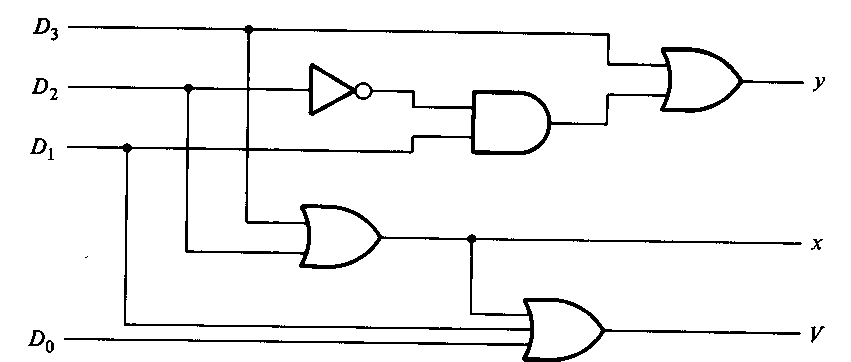 D₃
y
D₂
D₁
x
D₀
V